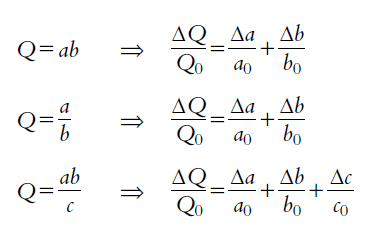 Q = ab ⇒ ΔQ/Q₀ = Δa/a₀ + Δb/b₀
Q = a/b ⇒ ΔQ/Q₀ = Δa/a₀ + Δb/b₀
Q = ab/c ⇒ ΔQ/Q₀ = Δa/a₀ + Δb/b₀ + Δc/c₀